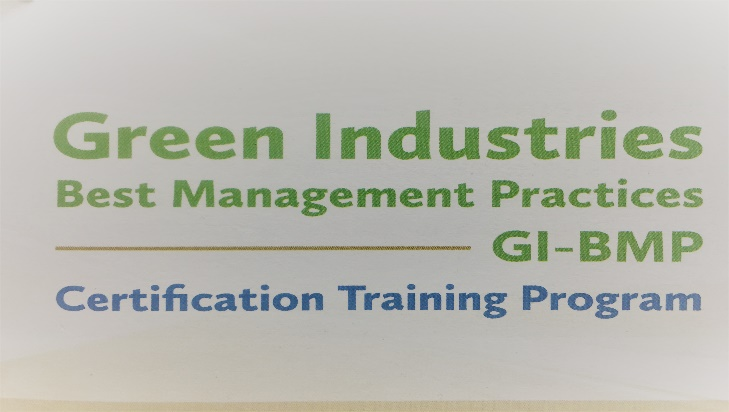 Green Industries
Best Management Practices
GI-BMP
Certification Training Program